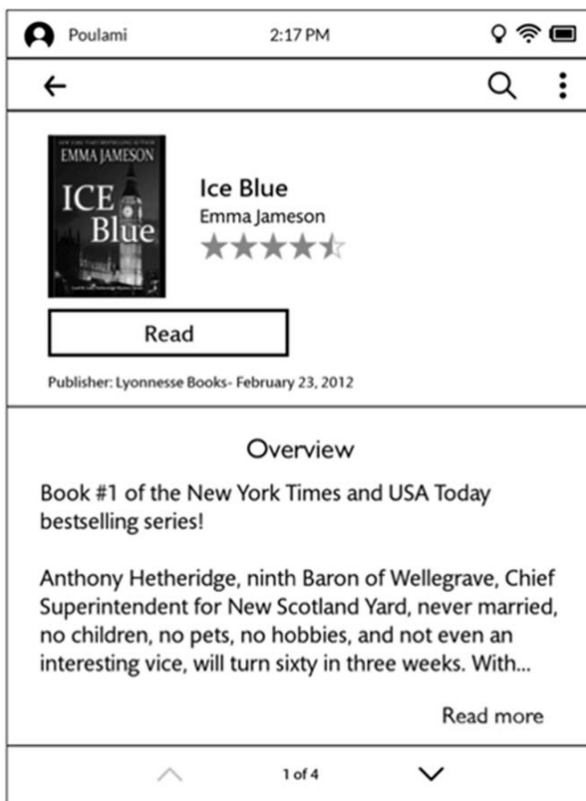 Poulami
2:17 PM
EMMA JAMESON
ICE
Blue
Ice Blue
Emma Jameson
Read
Publisher: Lyonnesse Books- February 23, 2012
Overview
Book #1 of the New York Times and USA Today
bestselling series!
Anthony Hetheridge, ninth Baron of Wellegrave, Chief
Superintendent for New Scotland Yard, never married,
no children, no pets, no hobbies, and not even an
interesting vice, will turn sixty in three weeks. With...
Read more
1 of 4